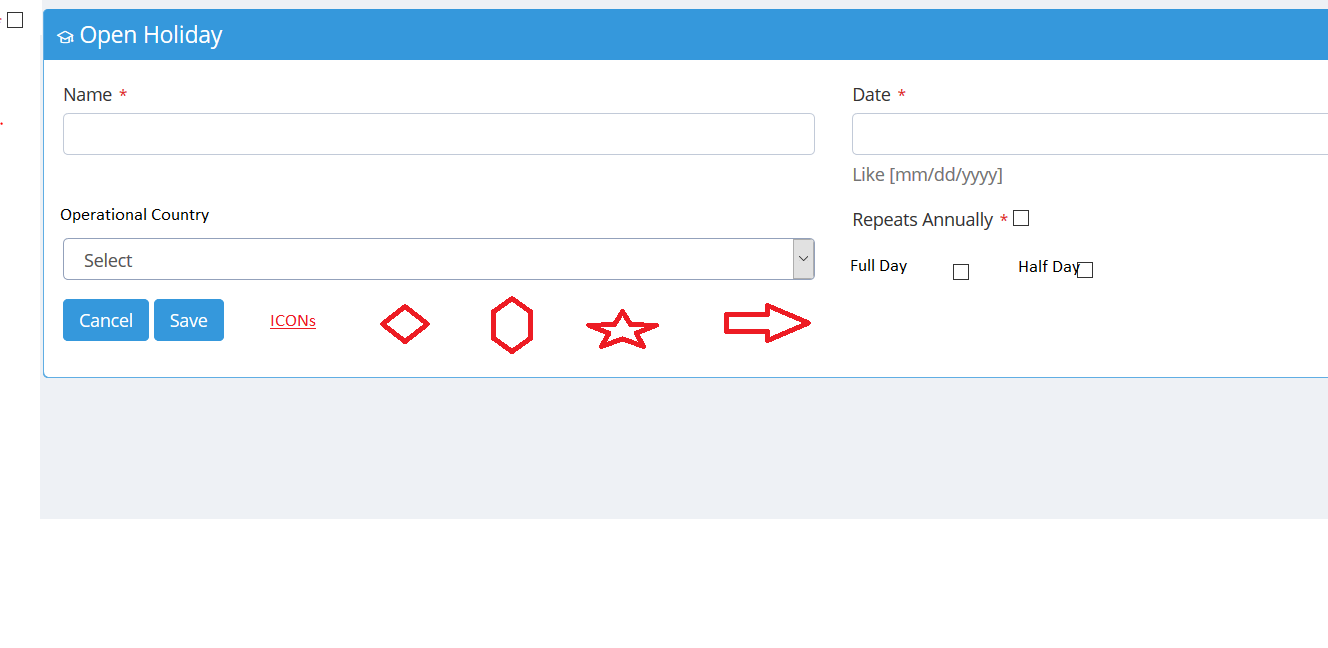 Open Holiday
Name *
Date *
Like [mm/dd/yyyy]
Operational Country
Repeats Annually *
Select
Full Day
Half Day
Cancel
Save
ICONs